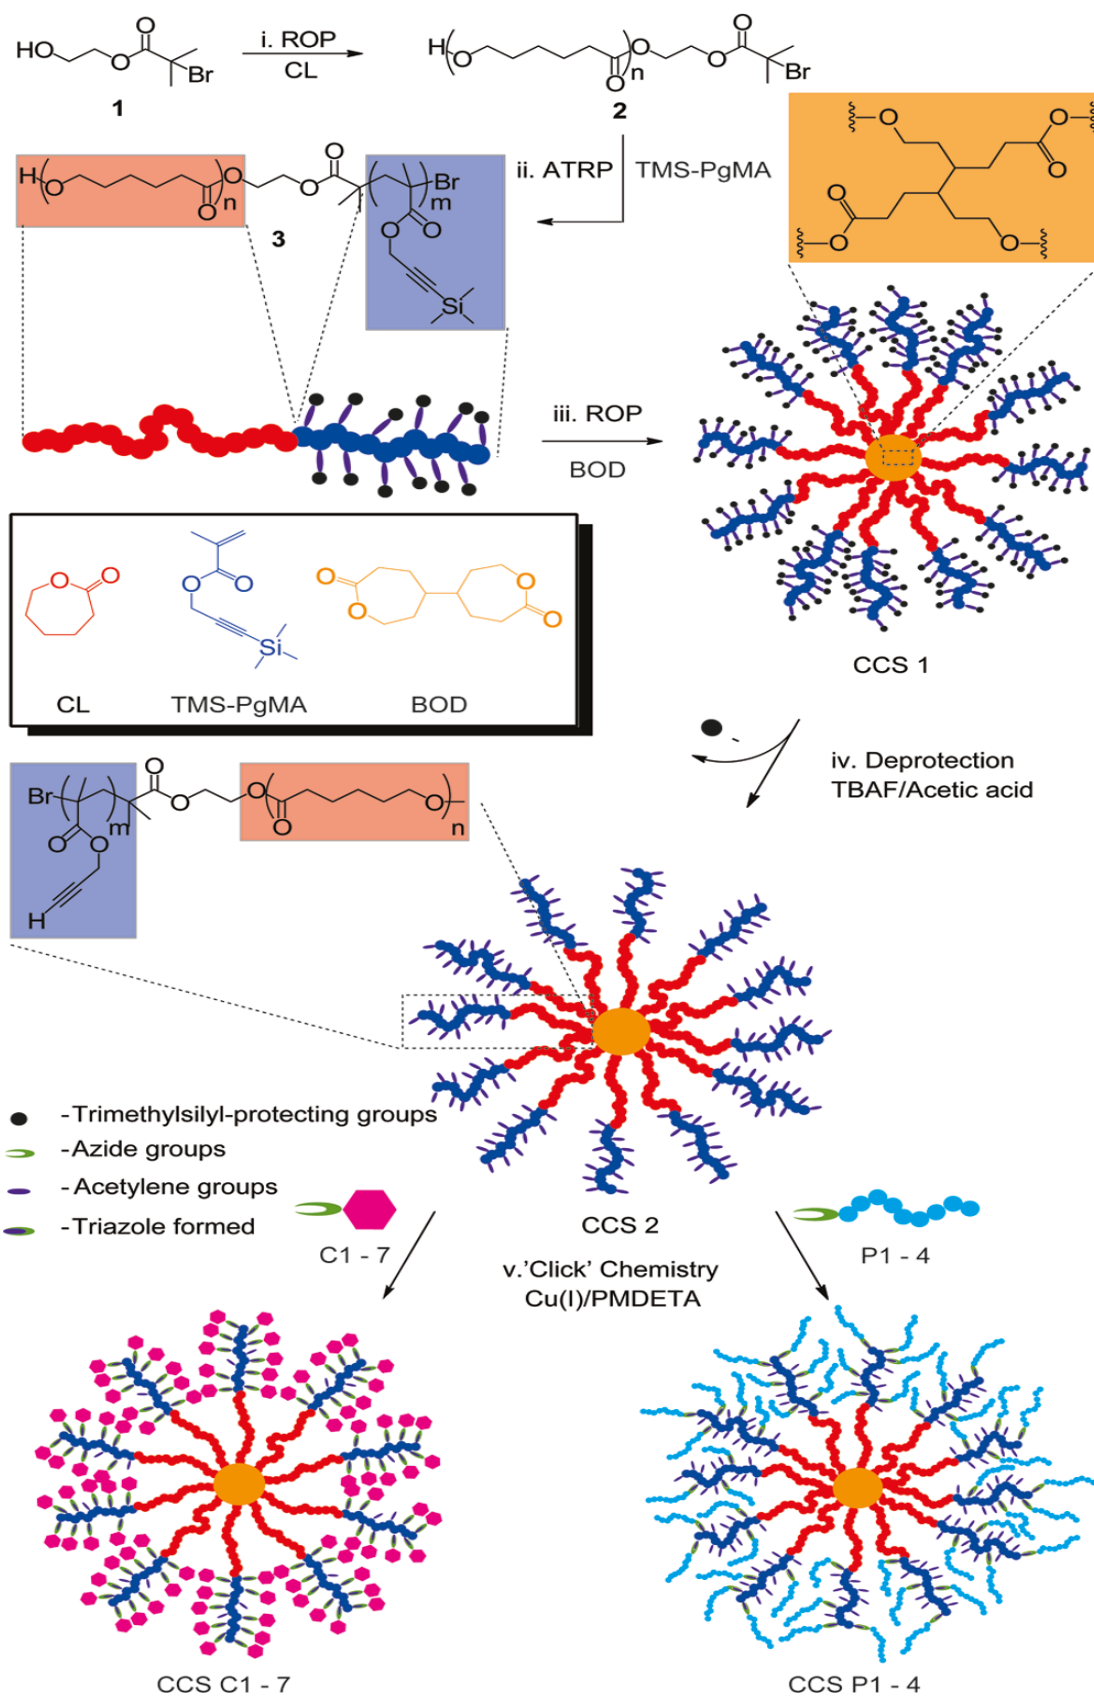 HO
O
O
Br
1
i. ROP
CL
H
O
O
n
O
O
O
Br
2
ii. ATRP
TMS-PgMA
H
O
O
n
O
O
O
Br
m
O
O
Si
3
O
O
O
O
O
O
iii. ROP
BOD
CCS 1
O
O
O
O
Si
O
O
O
O
CL
TMS-PgMA
BOD
iv. Deprotection
TBAF/Acetic acid
Br
m
O
O
H
O
O
O
O
O
n
-Trimethylsilyl-protecting groups
-Azide groups
-Acetylene groups
-Triazole formed
C1 - 7
CCS 2
P1 - 4
v.'Click' Chemistry
Cu(I)/PMDETA
CCS C1 - 7
CCS P1 - 4